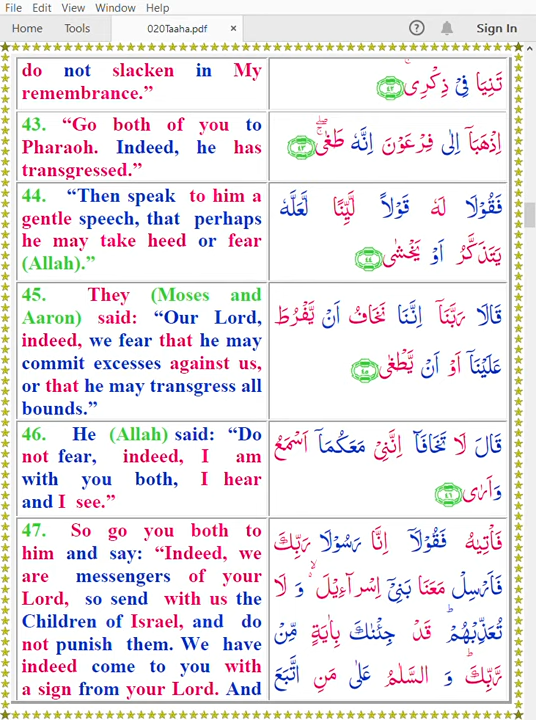 File Edit View Window Help
Home Tools 020Taaha.pdf × Sign In
do not slacken in My
remembrance.”
تَنِيَا فِىۡ ذِكۡرِى‌ۚ‏ ﴿۴۲﴾
43. “Go both of you to
Pharaoh. Indeed, he has
transgressed.”
اِذۡهَبَاۤ اِلٰى فِرۡعَوۡنَ اِنَّهٗ طَغٰى‌ۖ‌ۚ‏ ﴿۴۳﴾
44. “Then speak to him a
gentle speech, that perhaps
he may take heed or fear
(Allah).”
فَقُوۡلَا لَهٗ قَوۡلًا لَّيِّنًا لَّعَلَّهٗ
يَتَذَكَّرُ اَوۡ يَخۡشٰى‏ ﴿۴۴﴾
45. They (Moses and
Aaron) said: “Our Lord,
indeed, we fear that he may
commit excesses against us,
or that he may transgress all
bounds.”
قَالَا رَبَّنَاۤ اِنَّنَا نَخَافُ اَنۡ يَّفۡرُطَ
عَلَيۡنَاۤ اَوۡ اَنۡ يَّطۡغٰى‏ ﴿۴۵﴾
46. He (Allah) said: “Do
not fear, indeed, I am
with you both, I hear
and I see.”
قَالَ لَا تَخَافَاۤ‌ اِنَّنِىۡ مَعَكُمَاۤ اَسۡمَعُ
وَاَرٰى‏ ﴿۴۶﴾
47. So go you both to
him and say: “Indeed, we
are messengers of your
Lord, so send with us the
Children of Israel, and do
not punish them. We have
indeed come to you with
a sign from your Lord. And
فَاۡتِيٰهُ فَقُوۡلَاۤ اِنَّا رَسُوۡلَا رَبِّكَ
فَاَرۡسِلۡ مَعَنَا بَنِىۡۤ اِسۡرَآءِيۡلَ ۙ وَ لَا
تُعَذِّبۡهُمۡ‌ ؕ قَدۡ جِئۡنٰكَ بِاٰيَةٍ مِّنۡ
رَّبِّكَ‌ ؕ وَ السَّلٰمُ عَلٰى مَنِ اتَّبَعَ